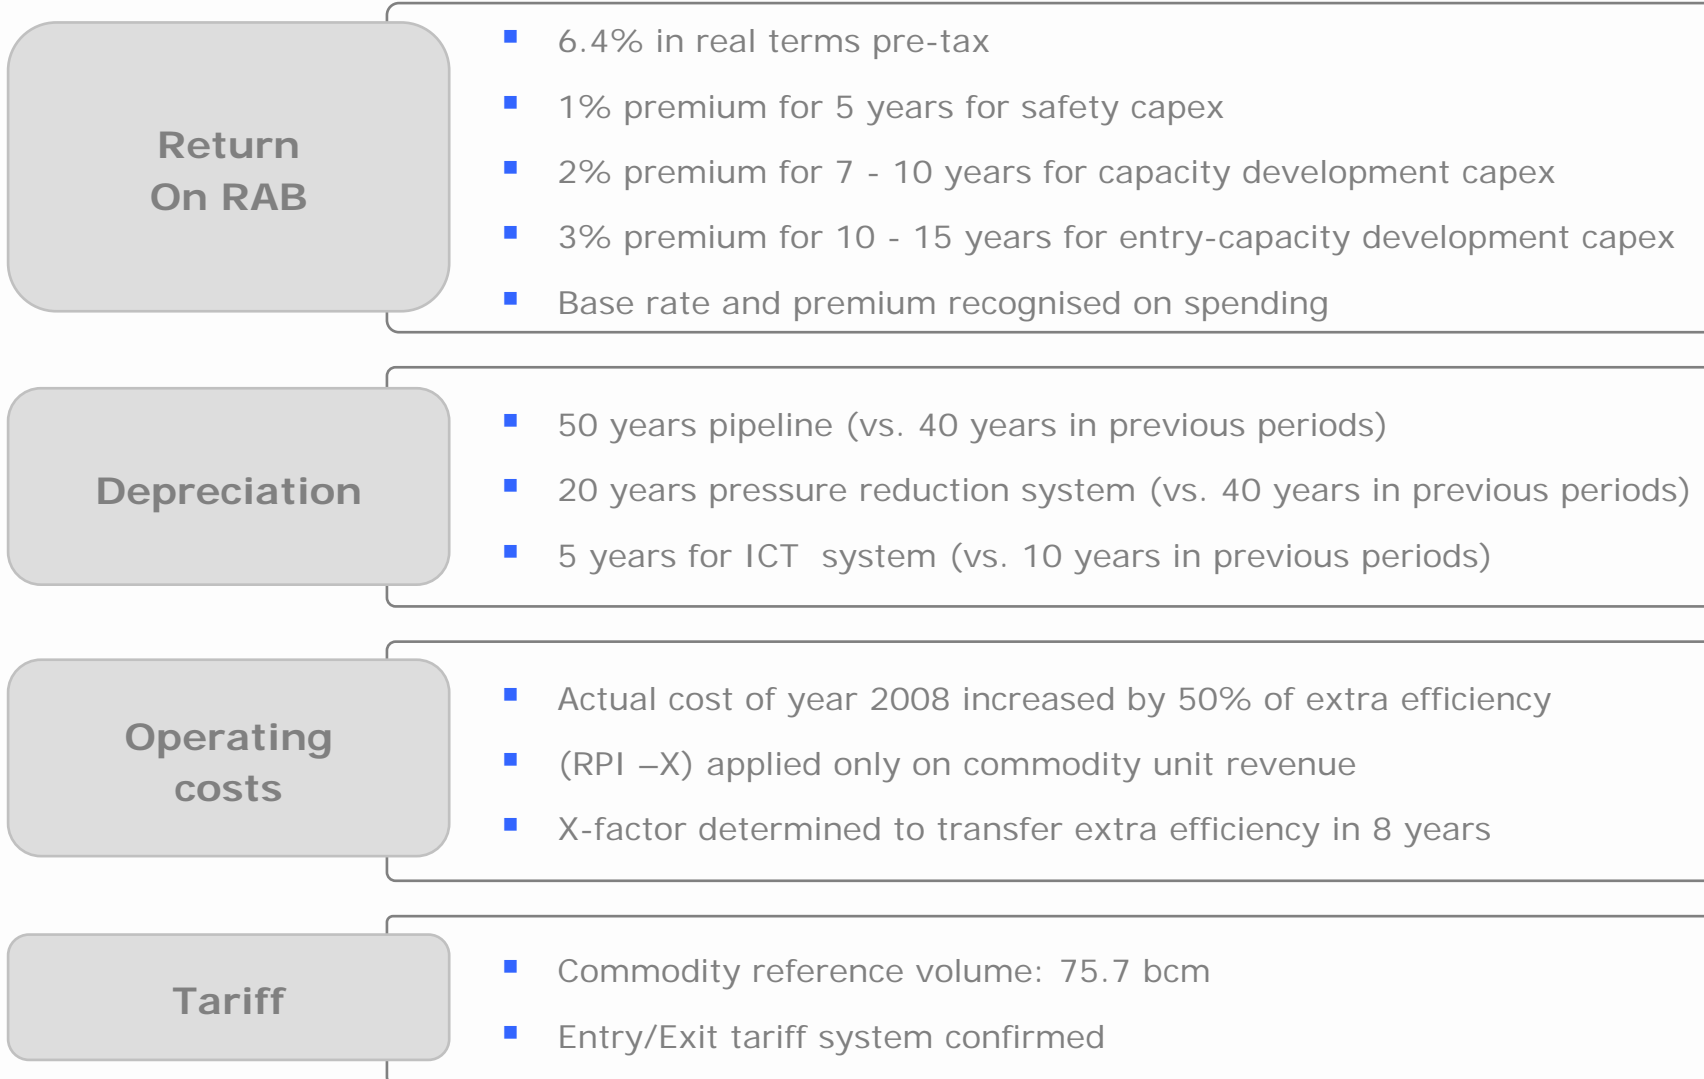 Return
On RAB
6.4% in real terms pre-tax
1% premium for 5 years for safety capex
2% premium for 7 - 10 years for capacity development capex
3% premium for 10 - 15 years for entry-capacity development capex
Base rate and premium recognised on spending
Depreciation
50 years pipeline (vs. 40 years in previous periods)
20 years pressure reduction system (vs. 40 years in previous periods)
5 years for ICT  system (vs. 10 years in previous periods)
Operating
costs
Actual cost of year 2008 increased by 50% of extra efficiency
(RPI –X) applied only on commodity unit revenue
X-factor determined to transfer extra efficiency in 8 years
Tariff
Commodity reference volume: 75.7 bcm
Entry/Exit tariff system confirmed